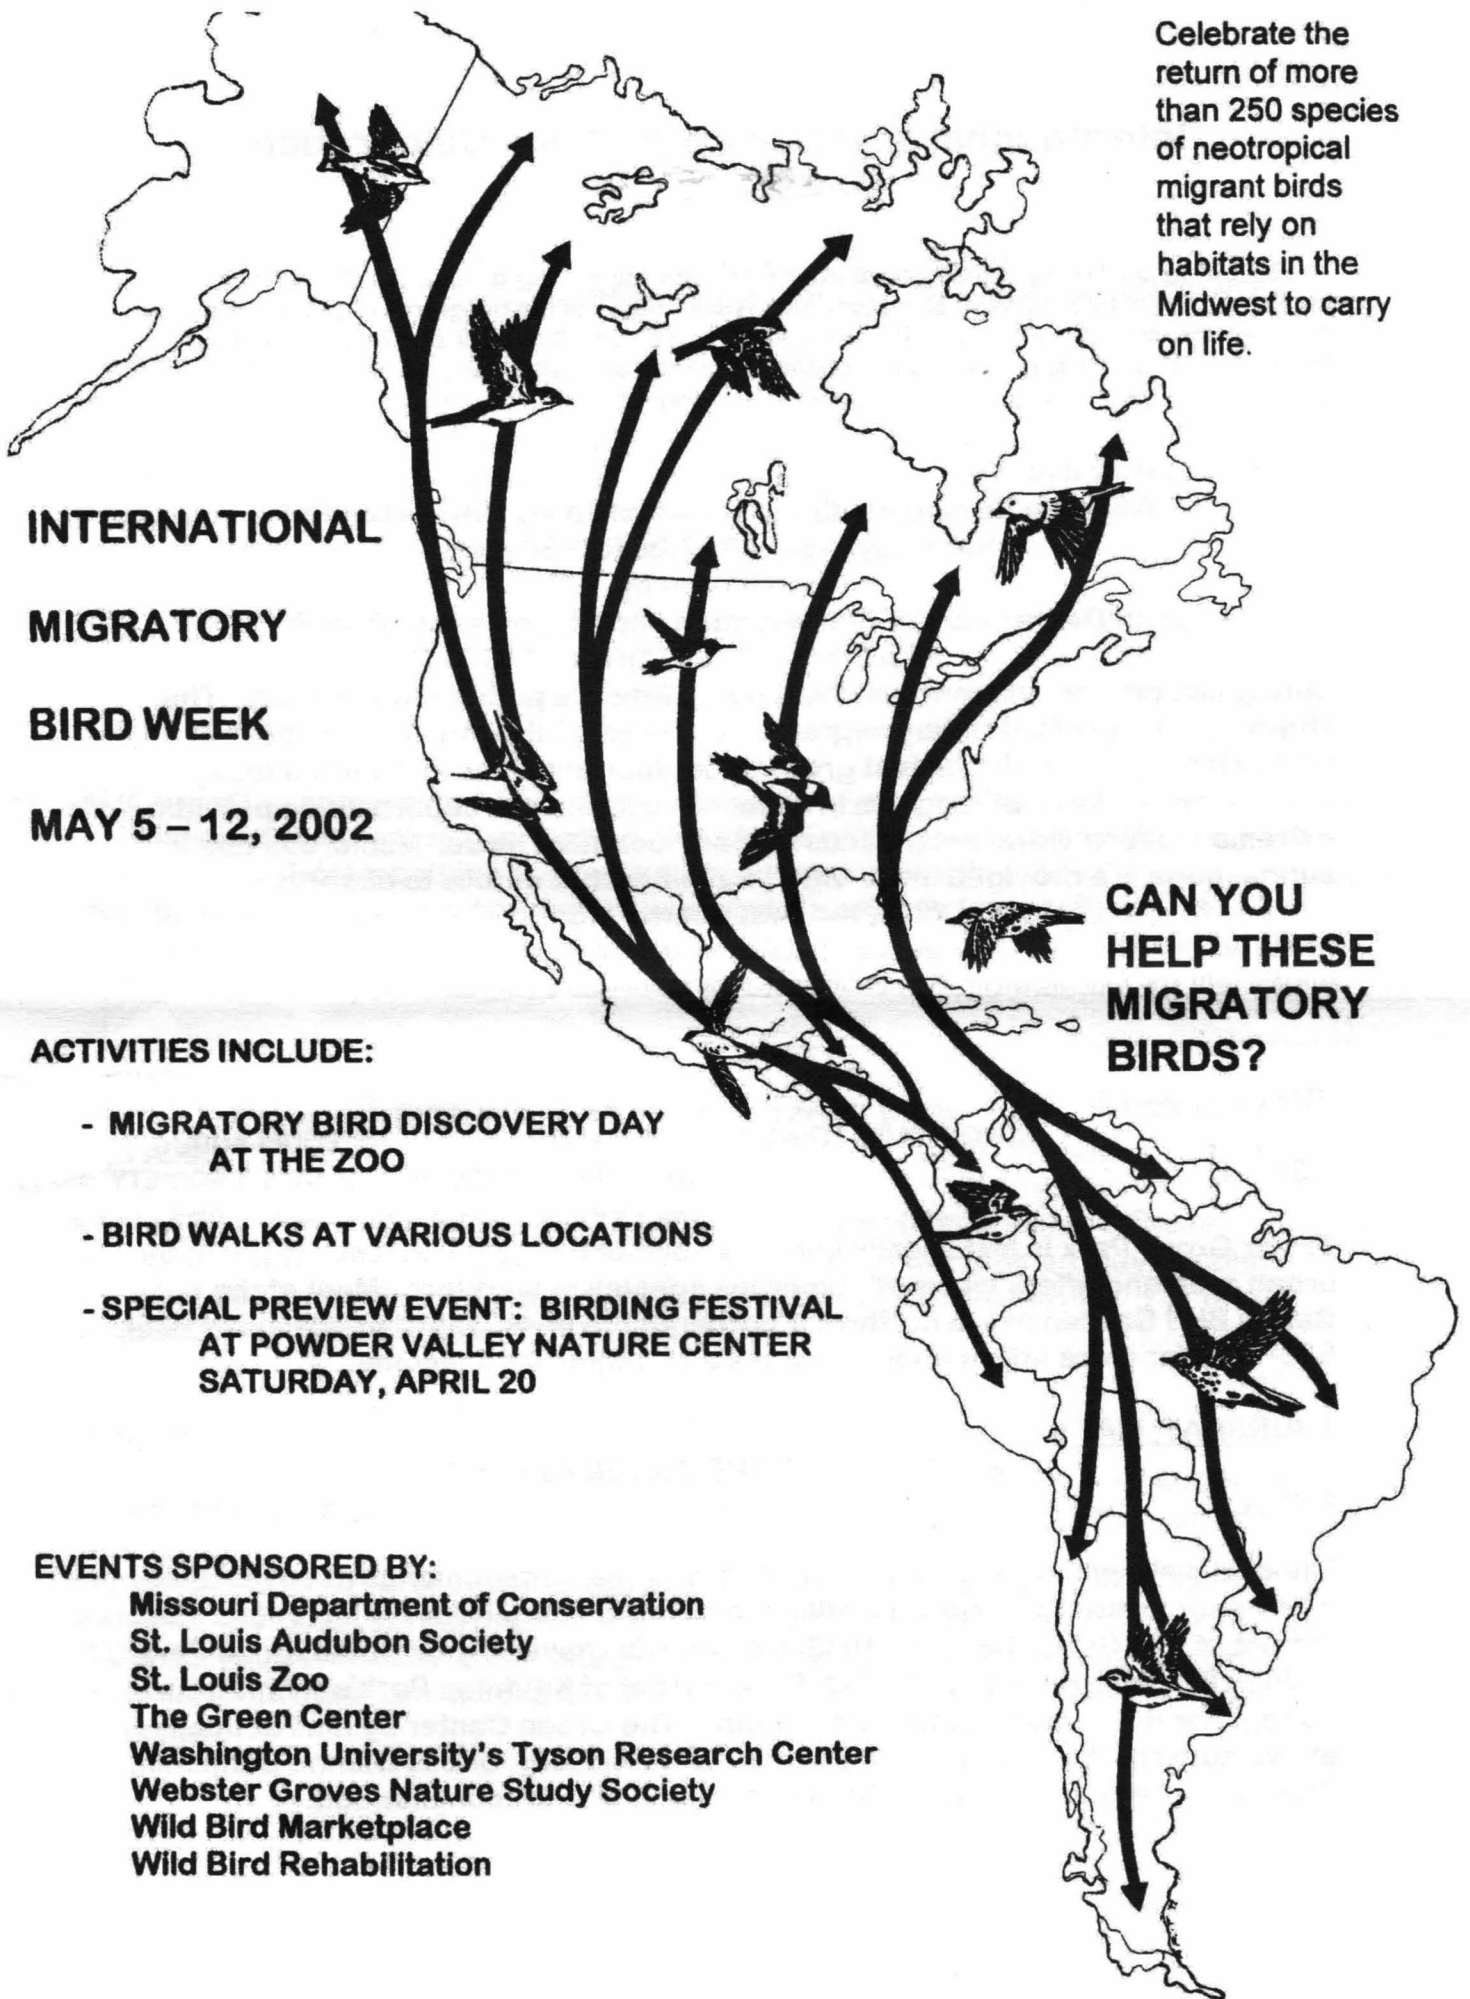 Celebrate the
return of more
than 250 species
of neotropical
migrant birds
that rely on
habitats in the
Midwest to carry
on life.
INTERNATIONAL
MIGRATORY
BIRD WEEK
MAY 5 – 12, 2002
CAN YOU
HELP THESE
MIGRATORY
BIRDS?
ACTIVITIES INCLUDE:
- MIGRATORY BIRD DISCOVERY DAY
AT THE ZOO
- BIRD WALKS AT VARIOUS LOCATIONS
- SPECIAL PREVIEW EVENT: BIRDING FESTIVAL
AT POWDER VALLEY NATURE CENTER
SATURDAY, APRIL 20
EVENTS SPONSORED BY:
Missouri Department of Conservation
St. Louis Audubon Society
St. Louis Zoo
The Green Center
Washington University's Tyson Research Center
Webster Groves Nature Study Society
Wild Bird Marketplace
Wild Bird Rehabilitation